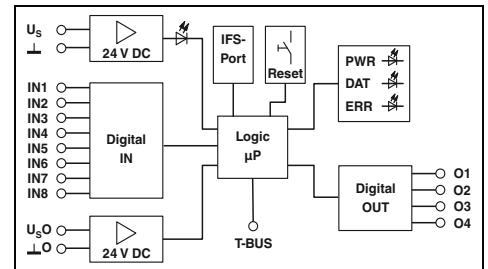 US
⊥
24 V DC
IFS-
Port
Reset
PWR
DAT
ERR
IN1
IN2
IN3
IN4
IN5
IN6
IN7
IN8
Digital
IN
Logic
µP
Digital
OUT
O1
O2
O3
O4
T-BUS
USO
⊥O
24 V DC